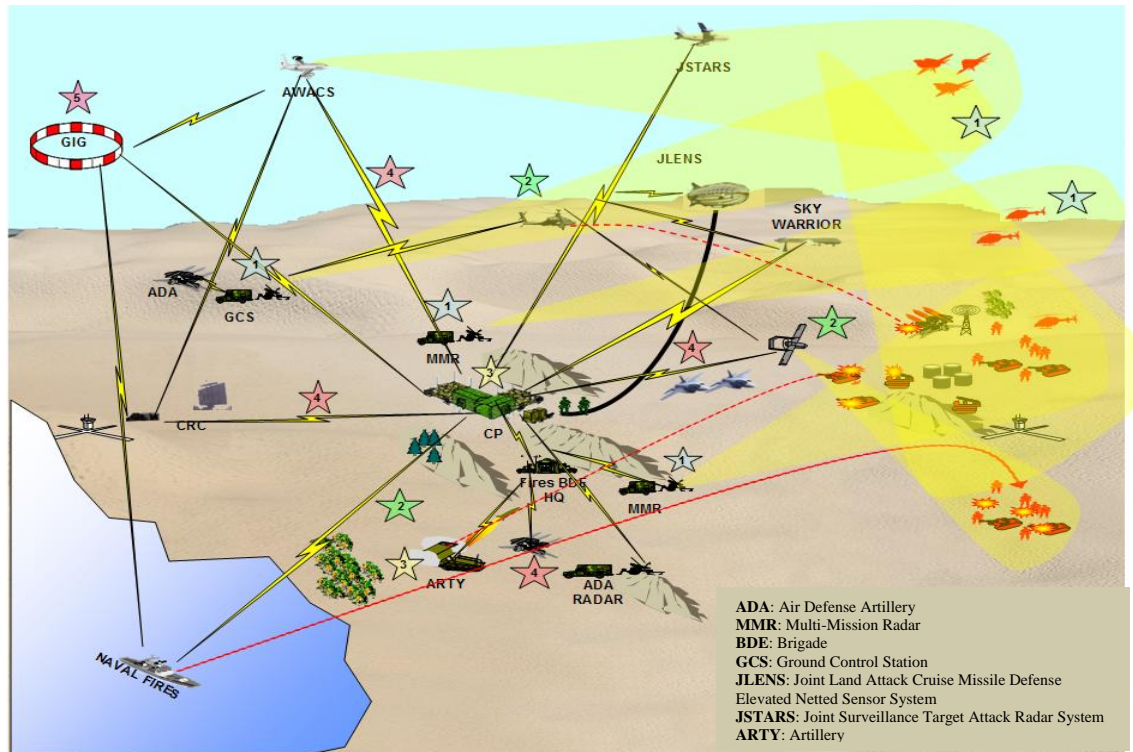 JSTARS
AWACS
5
GIG
1
4
JLENS
2
1
SKY
WARRIOR
1
ADA
GCS
1
MMR
2
4
3
4
CRC
CP
1
Fires BDE
HQ
MMR
2
3
ARTY
4
ADA
RADAR
NAVAL FIRES
ADA: Air Defense Artillery
MMR: Multi-Mission Radar
BDE: Brigade
GCS: Ground Control Station
JLENS: Joint Land Attack Cruise Missile Defense
Elevated Netted Sensor System
JSTARS: Joint Surveillance Target Attack Radar System
ARTY: Artillery